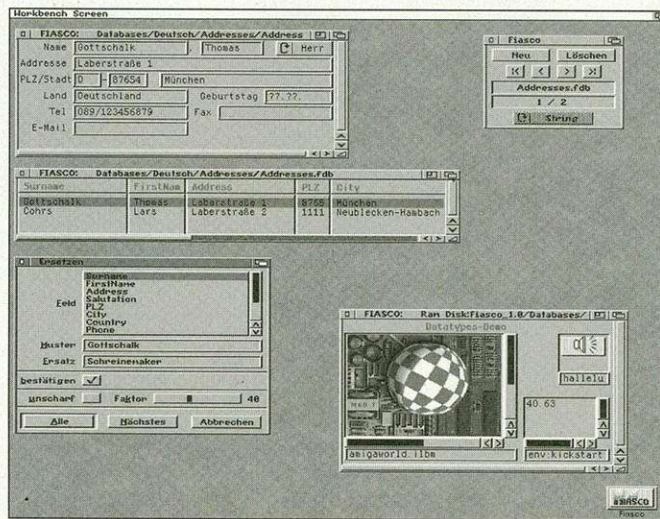 Workbench Screen
FIASCO: Databases/Deutsch/Addresses/Address
Name Gottschalk , Thomas Herr
Addresse Laberstraße 1
PLZ/Stadt D - 87654 München
Land Deutschland Geburtstag ??.??.
Tel 089/123456879 Fax
E-Mail
Fiasco
Neu Löschen
Addresses.fdb
1 / 2
String
FIASCO: Databases/Deutsch/Addresses/Addresses.fdb
Surname FirstNam Address PLZ City
Gottschalk Thomas Laberstraße 1 8765 München
Cohrs Lars Laberstraße 2 1111 Neublecken-Hambach
Ersetzen
Feld
Surname
FirstName
Address
Salutation
PLZ
City
Country
Phone
Muster Gottschalk
Ersatz Schreinemaker
bestätigen
unscharf Faktor 40
Alle Nächstes Abbrechen
FIASCO: Ram Disk:Fiasco_1.0/Databases/
Datatypes-Demo
hallelu
40.63
amigaworld.ilbm
env:kickstart
FIASCO
Fiasco